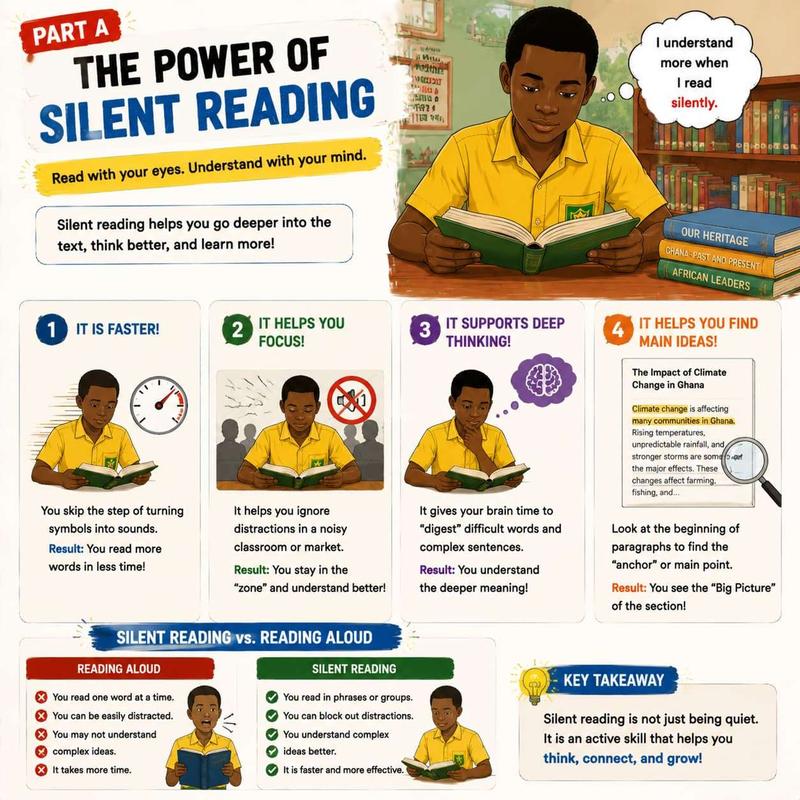 PART A
THE POWER OF
SILENT READING
Read with your eyes. Understand with your mind.
Silent reading helps you go deeper into the
text, think better, and learn more!
I understand
more when
I read
silently.
OUR HERITAGE
GHANA-PAST AND PRESENT
AFRICAN LEADERS
1 IT IS FASTER!
You skip the step of turning
symbols into sounds.
Result: You read more
words in less time!
2 IT HELPS YOU
FOCUS!
It helps you ignore
distractions in a noisy
classroom or market.
Result: You stay in the
“zone” and understand better!
3 IT SUPPORTS DEEP
THINKING!
It gives your brain time to
“digest” difficult words and
complex sentences.
Result: You understand
the deeper meaning!
4 IT HELPS YOU FIND
MAIN IDEAS!
The Impact of Climate
Change in Ghana
Climate change is affecting
many communities in Ghana.
Rising temperatures,
unpredictable rainfall, and
stronger storms are some of
the major effects. These
changes affect farming,
fishing, and...
Look at the beginning of
paragraphs to find the
“anchor” or main point.
Result: You see the “Big Picture”
of the section!
SILENT READING vs. READING ALOUD
READING ALOUD
You read one word at a time.
You can be easily distracted.
You may not understand
complex ideas.
It takes more time.
SILENT READING
You read in phrases or groups.
You can block out distractions.
You understand complex
ideas better.
It is faster and more effective.
KEY TAKEAWAY
Silent reading is not just being quiet.
It is an active skill that helps you
think, connect, and grow!